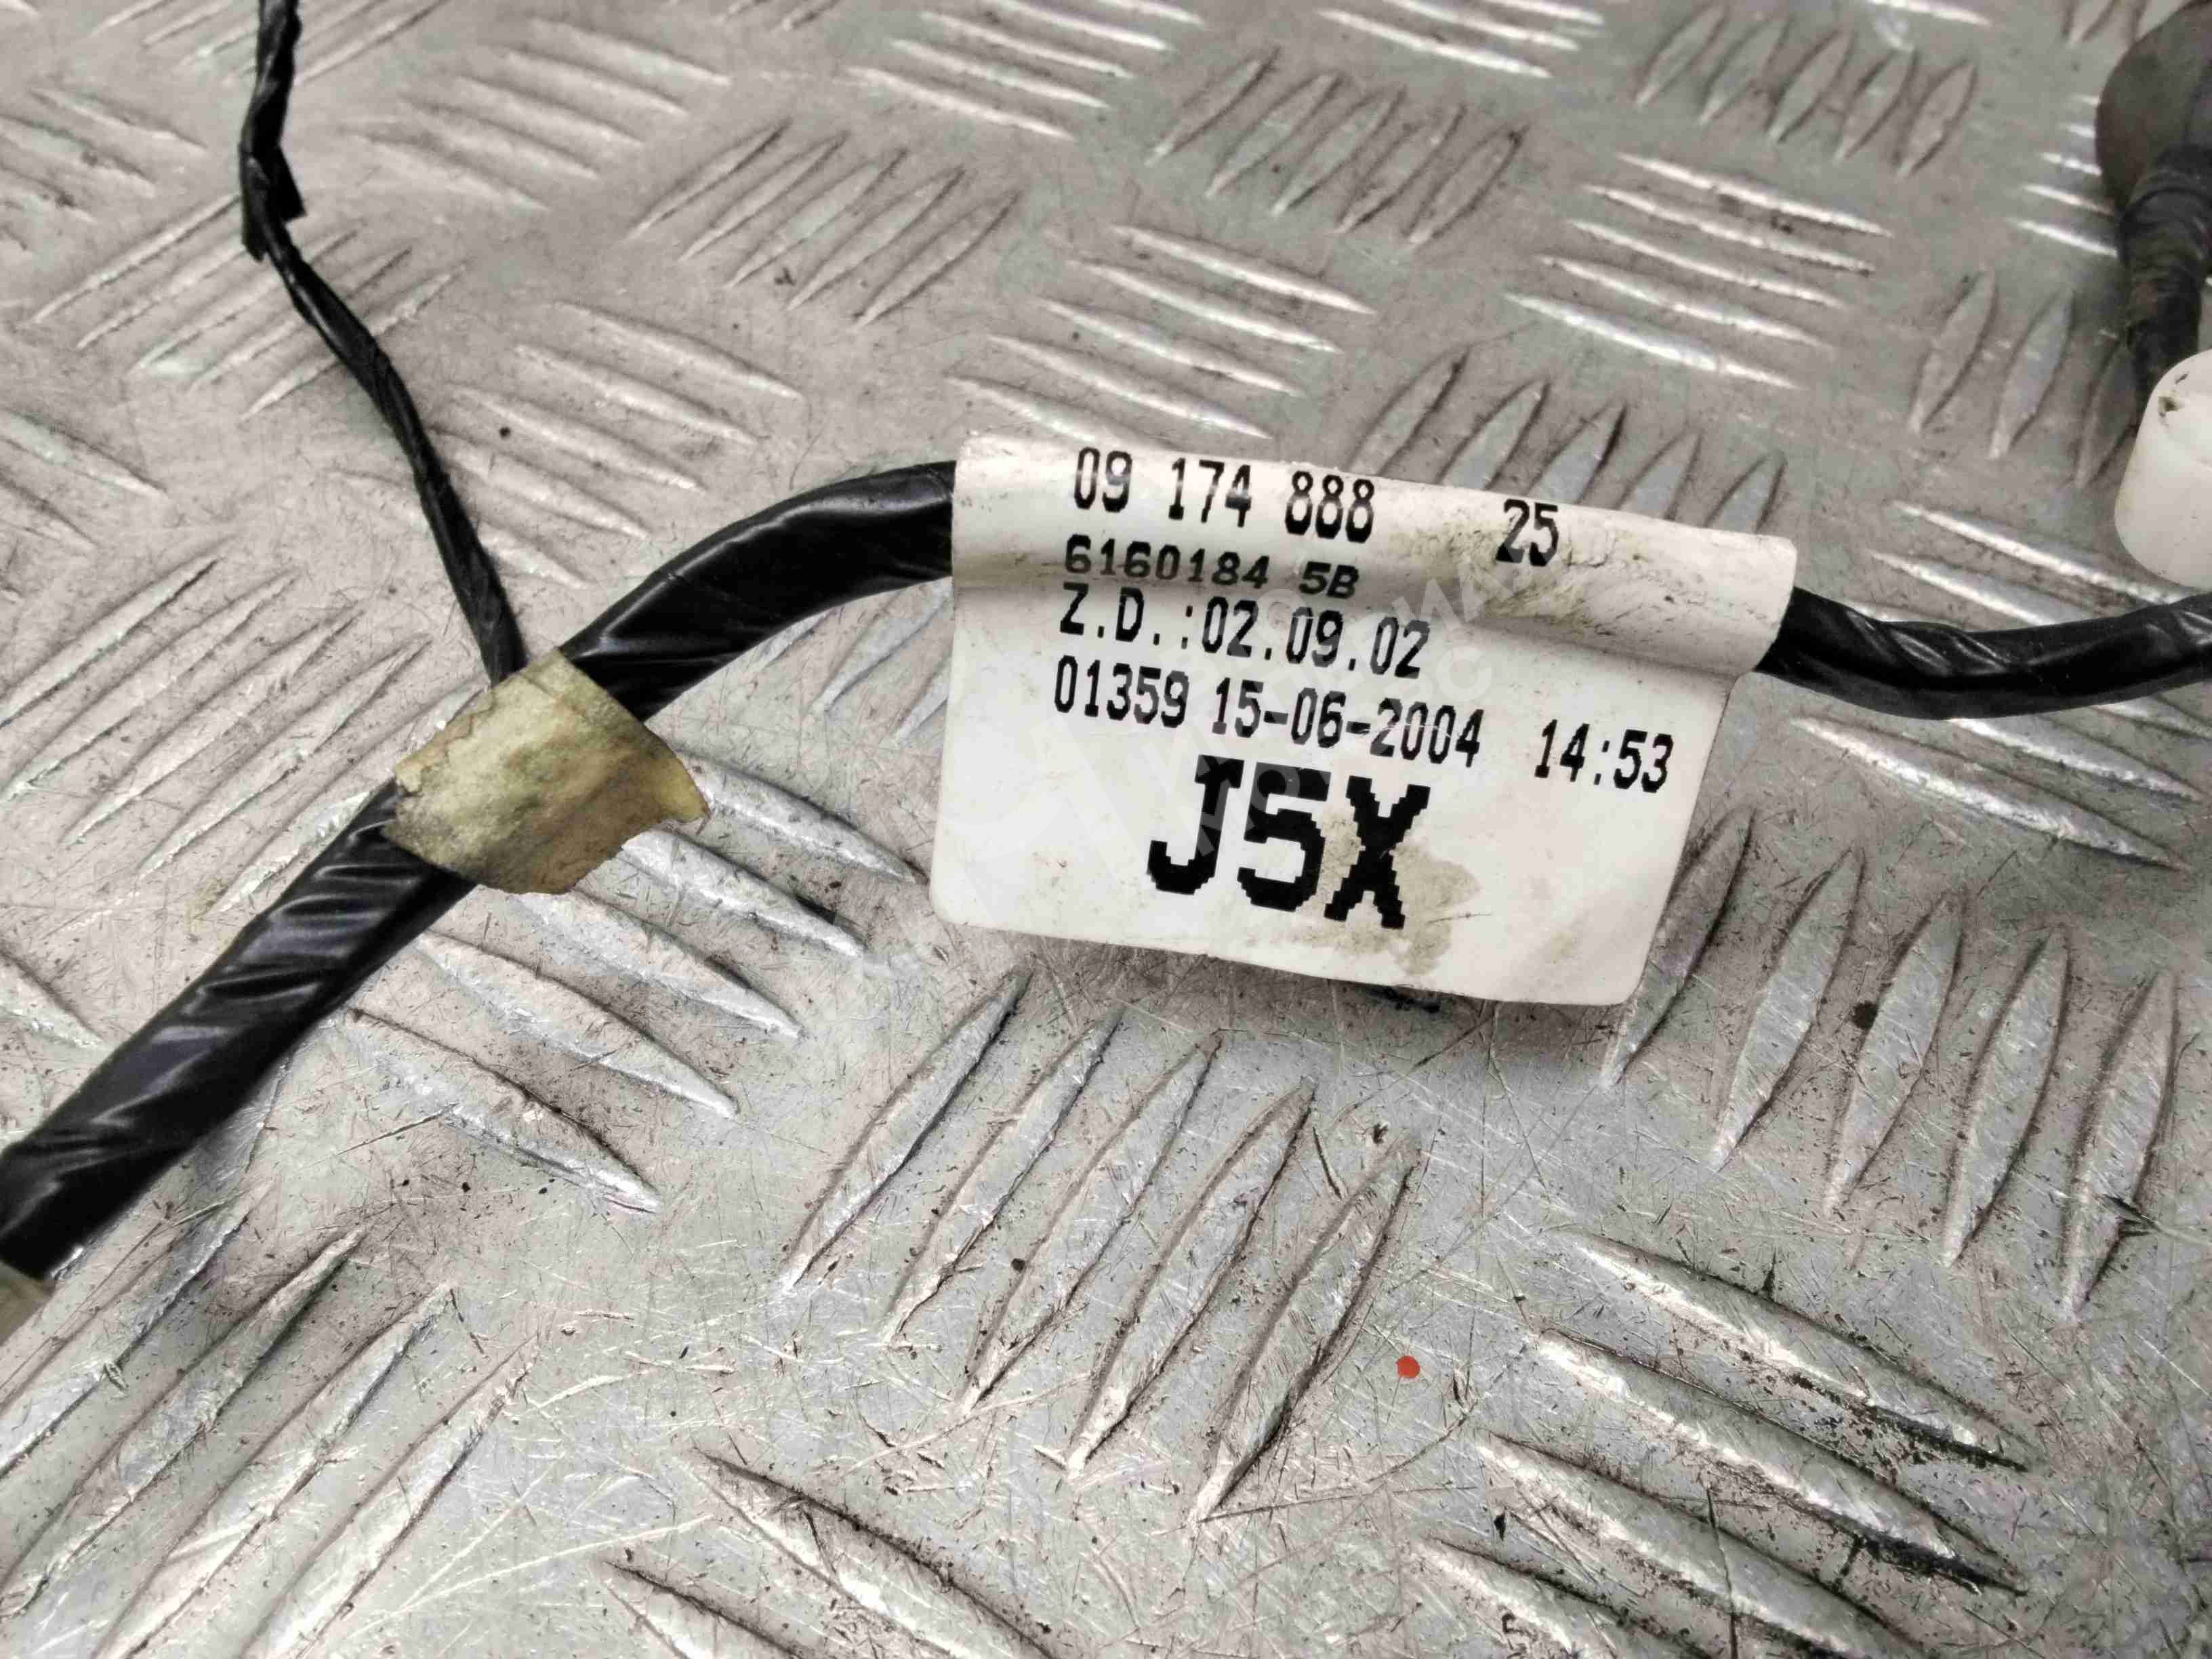 09 174 888 25
6160184 5B
Z.D.:02.09.02
01359 15-06-2004 14:53
J5X